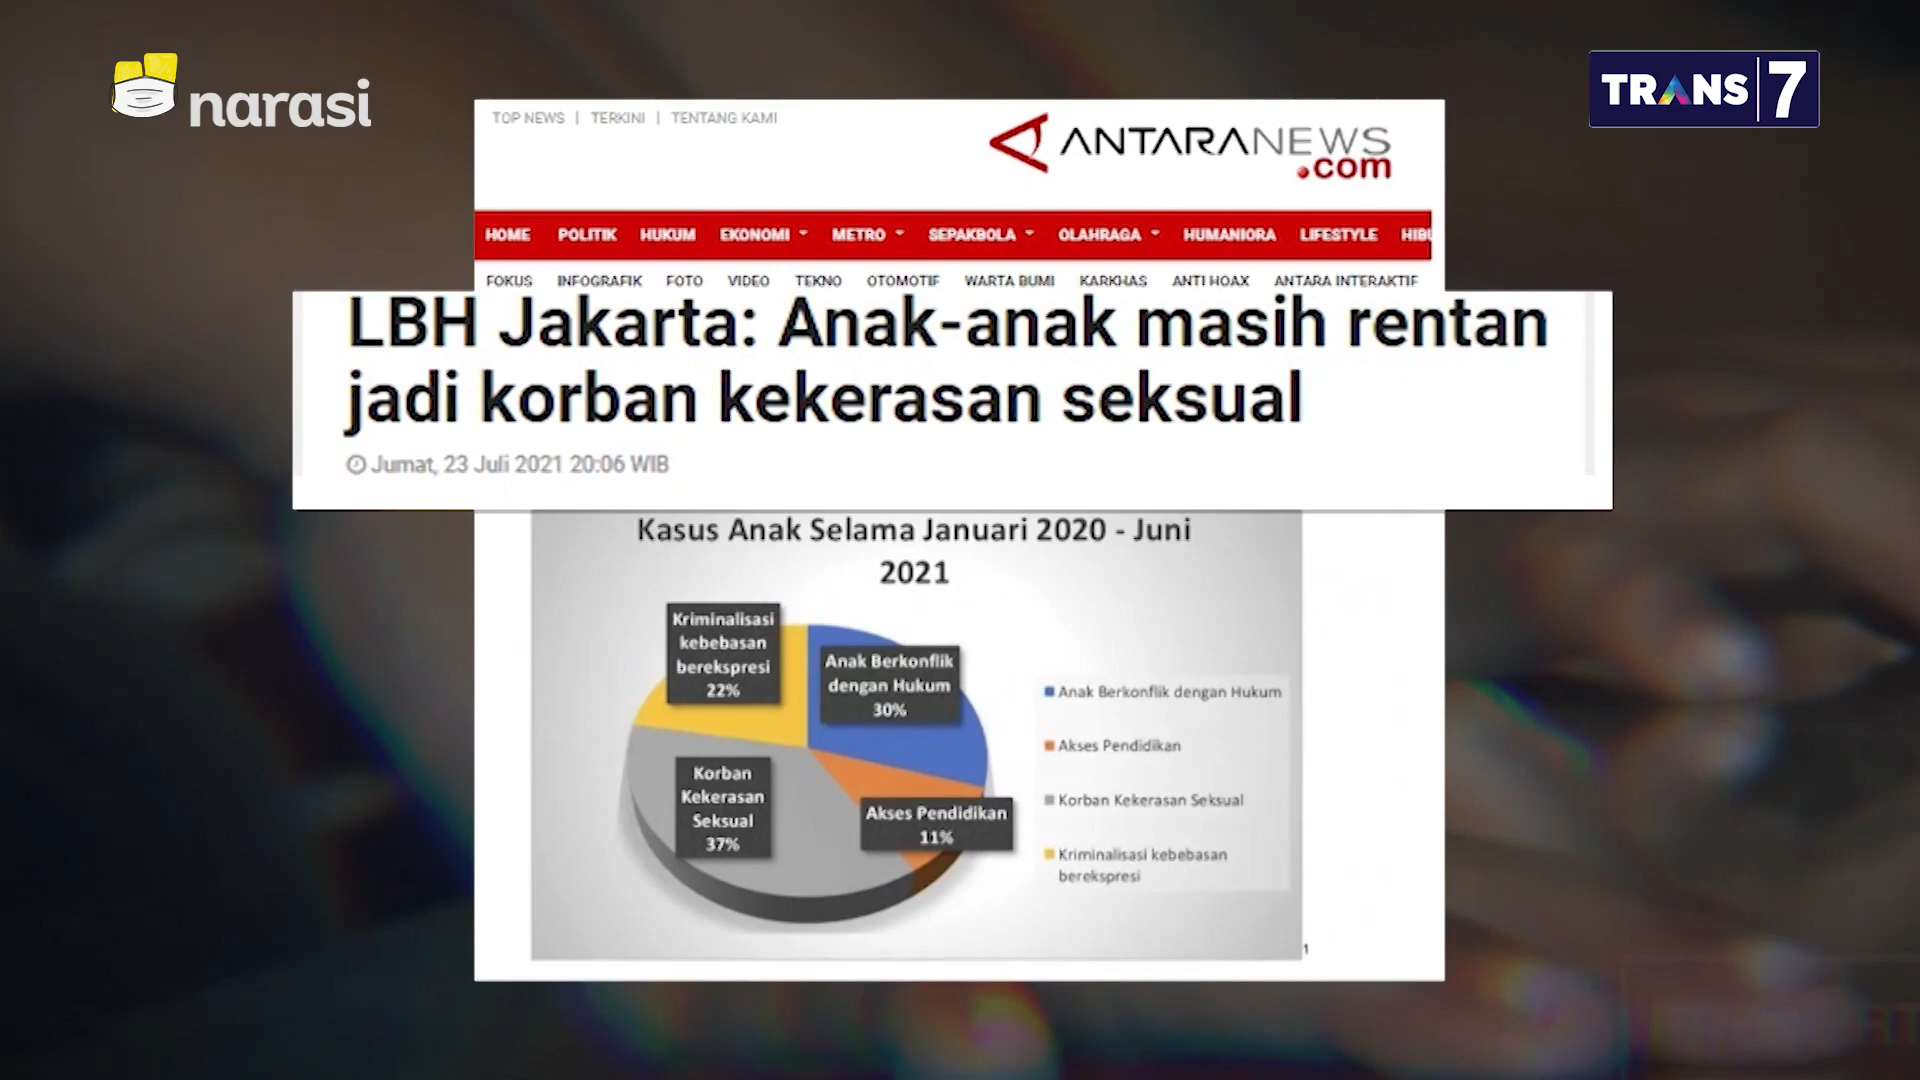 narasi
TRANS 7
TOP NEWS | TERKINI | TENTANG KAMI
ANTARANEWS
.com
HOME POLITIK HUKUM EKONOMI METRO SEPAKBOLA OLAHRAGA HUMANIORA LIFESTYLE
FOKUS INFOGRAFIK FOTO VIDEO TEKNO OTOMOTIF WARTA BUMI KARKHAS ANTI HOAX ANTARA INTERAKTIF
LBH Jakarta: Anak-anak masih rentan
jadi korban kekerasan seksual
Jumat, 23 Juli 2021 20:06 WIB
Kasus Anak Selama Januari 2020 - Juni
2021
Kriminalisasi
kebebasan
berekspresi
22%
Anak Berkonflik
dengan Hukum
30%
Korban
Kekerasan
Seksual
37%
Akses Pendidikan
11%
Anak Berkonflik dengan Hukum
Akses Pendidikan
Korban Kekerasan Seksual
Kriminalisasi kebebasan
berekspresi
1